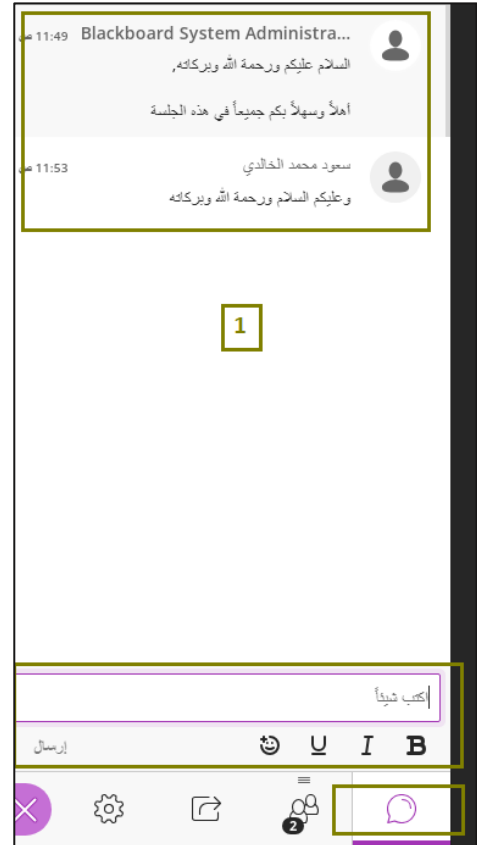 Blackboard System Administra... 11:49 ص
السلام عليكم ورحمة الله وبركاته,
أهلاً وسهلاً بكم جميعاً في هذه الجلسة
سعود محمد الخالدي 11:53 ص
وعليكم السلام ورحمة الله وبركاته
1
اكتب شيئاً
B I U إرسال
2